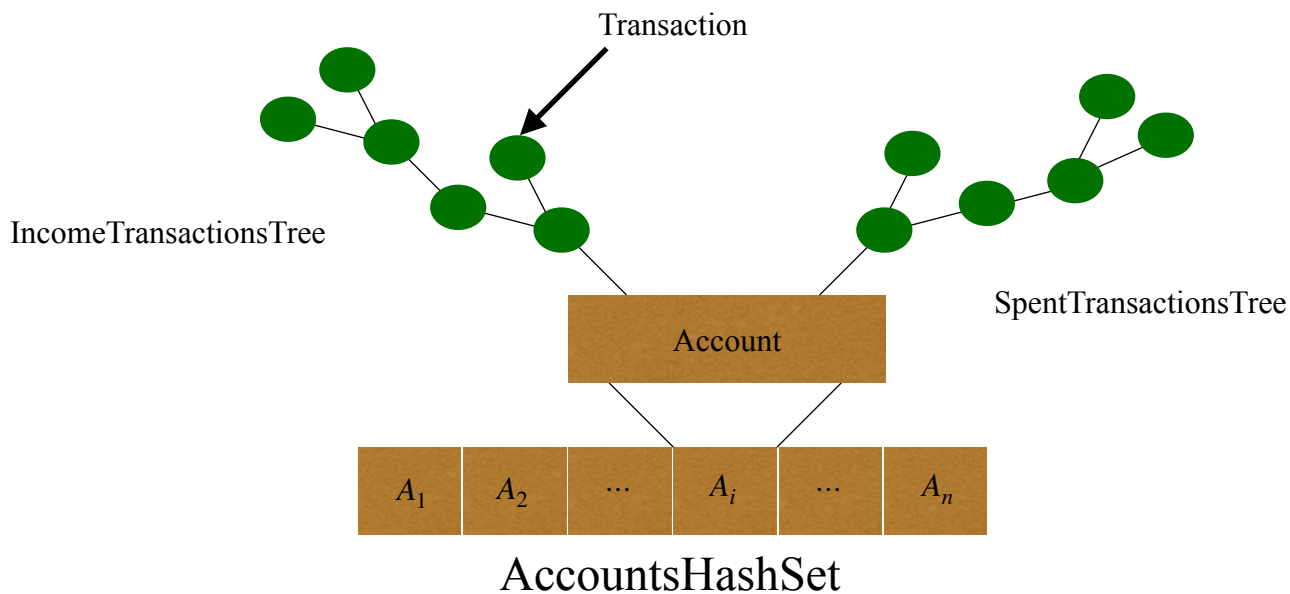 Transaction
IncomeTransactionsTree
SpentTransactionsTree
Account
A₁ A₂ ⋯ Aᵢ ⋯ Aₙ
AccountsHashSet